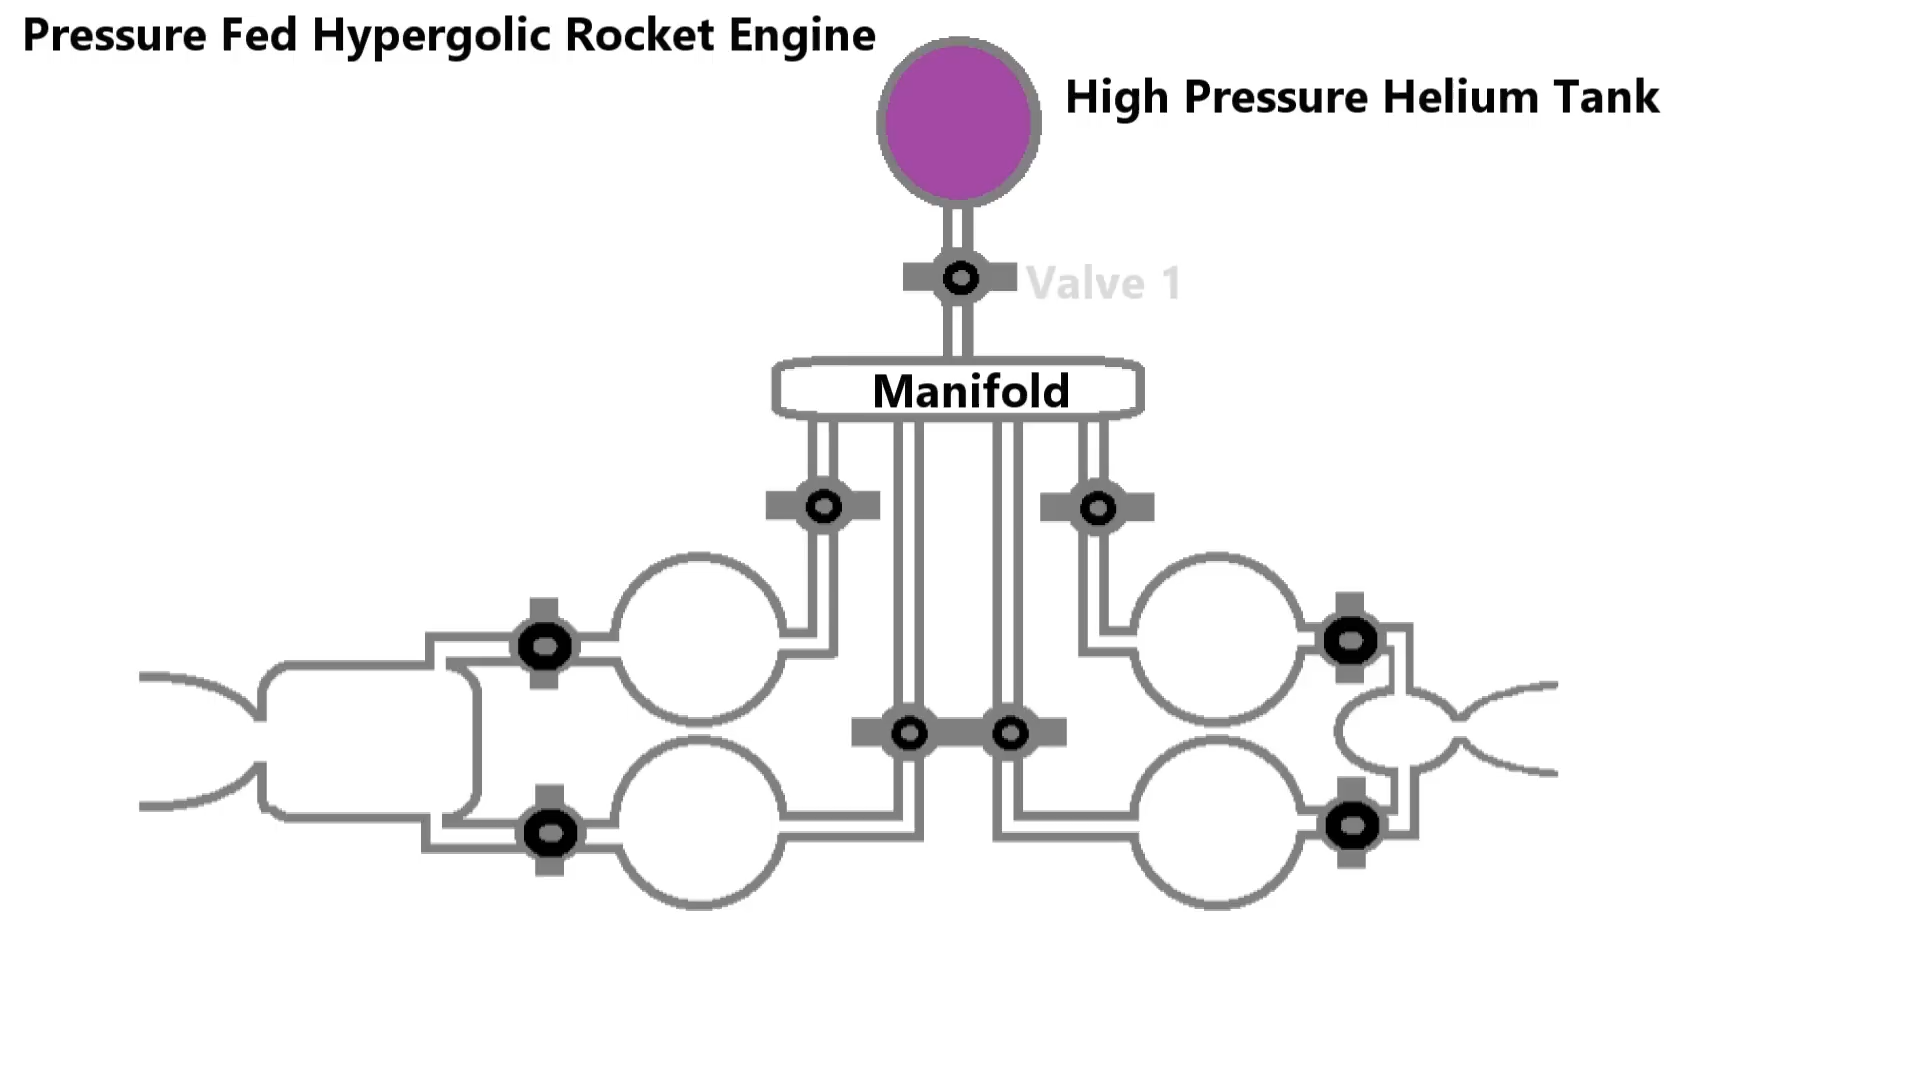 Pressure Fed Hypergolic Rocket Engine
High Pressure Helium Tank
Valve 1
Manifold